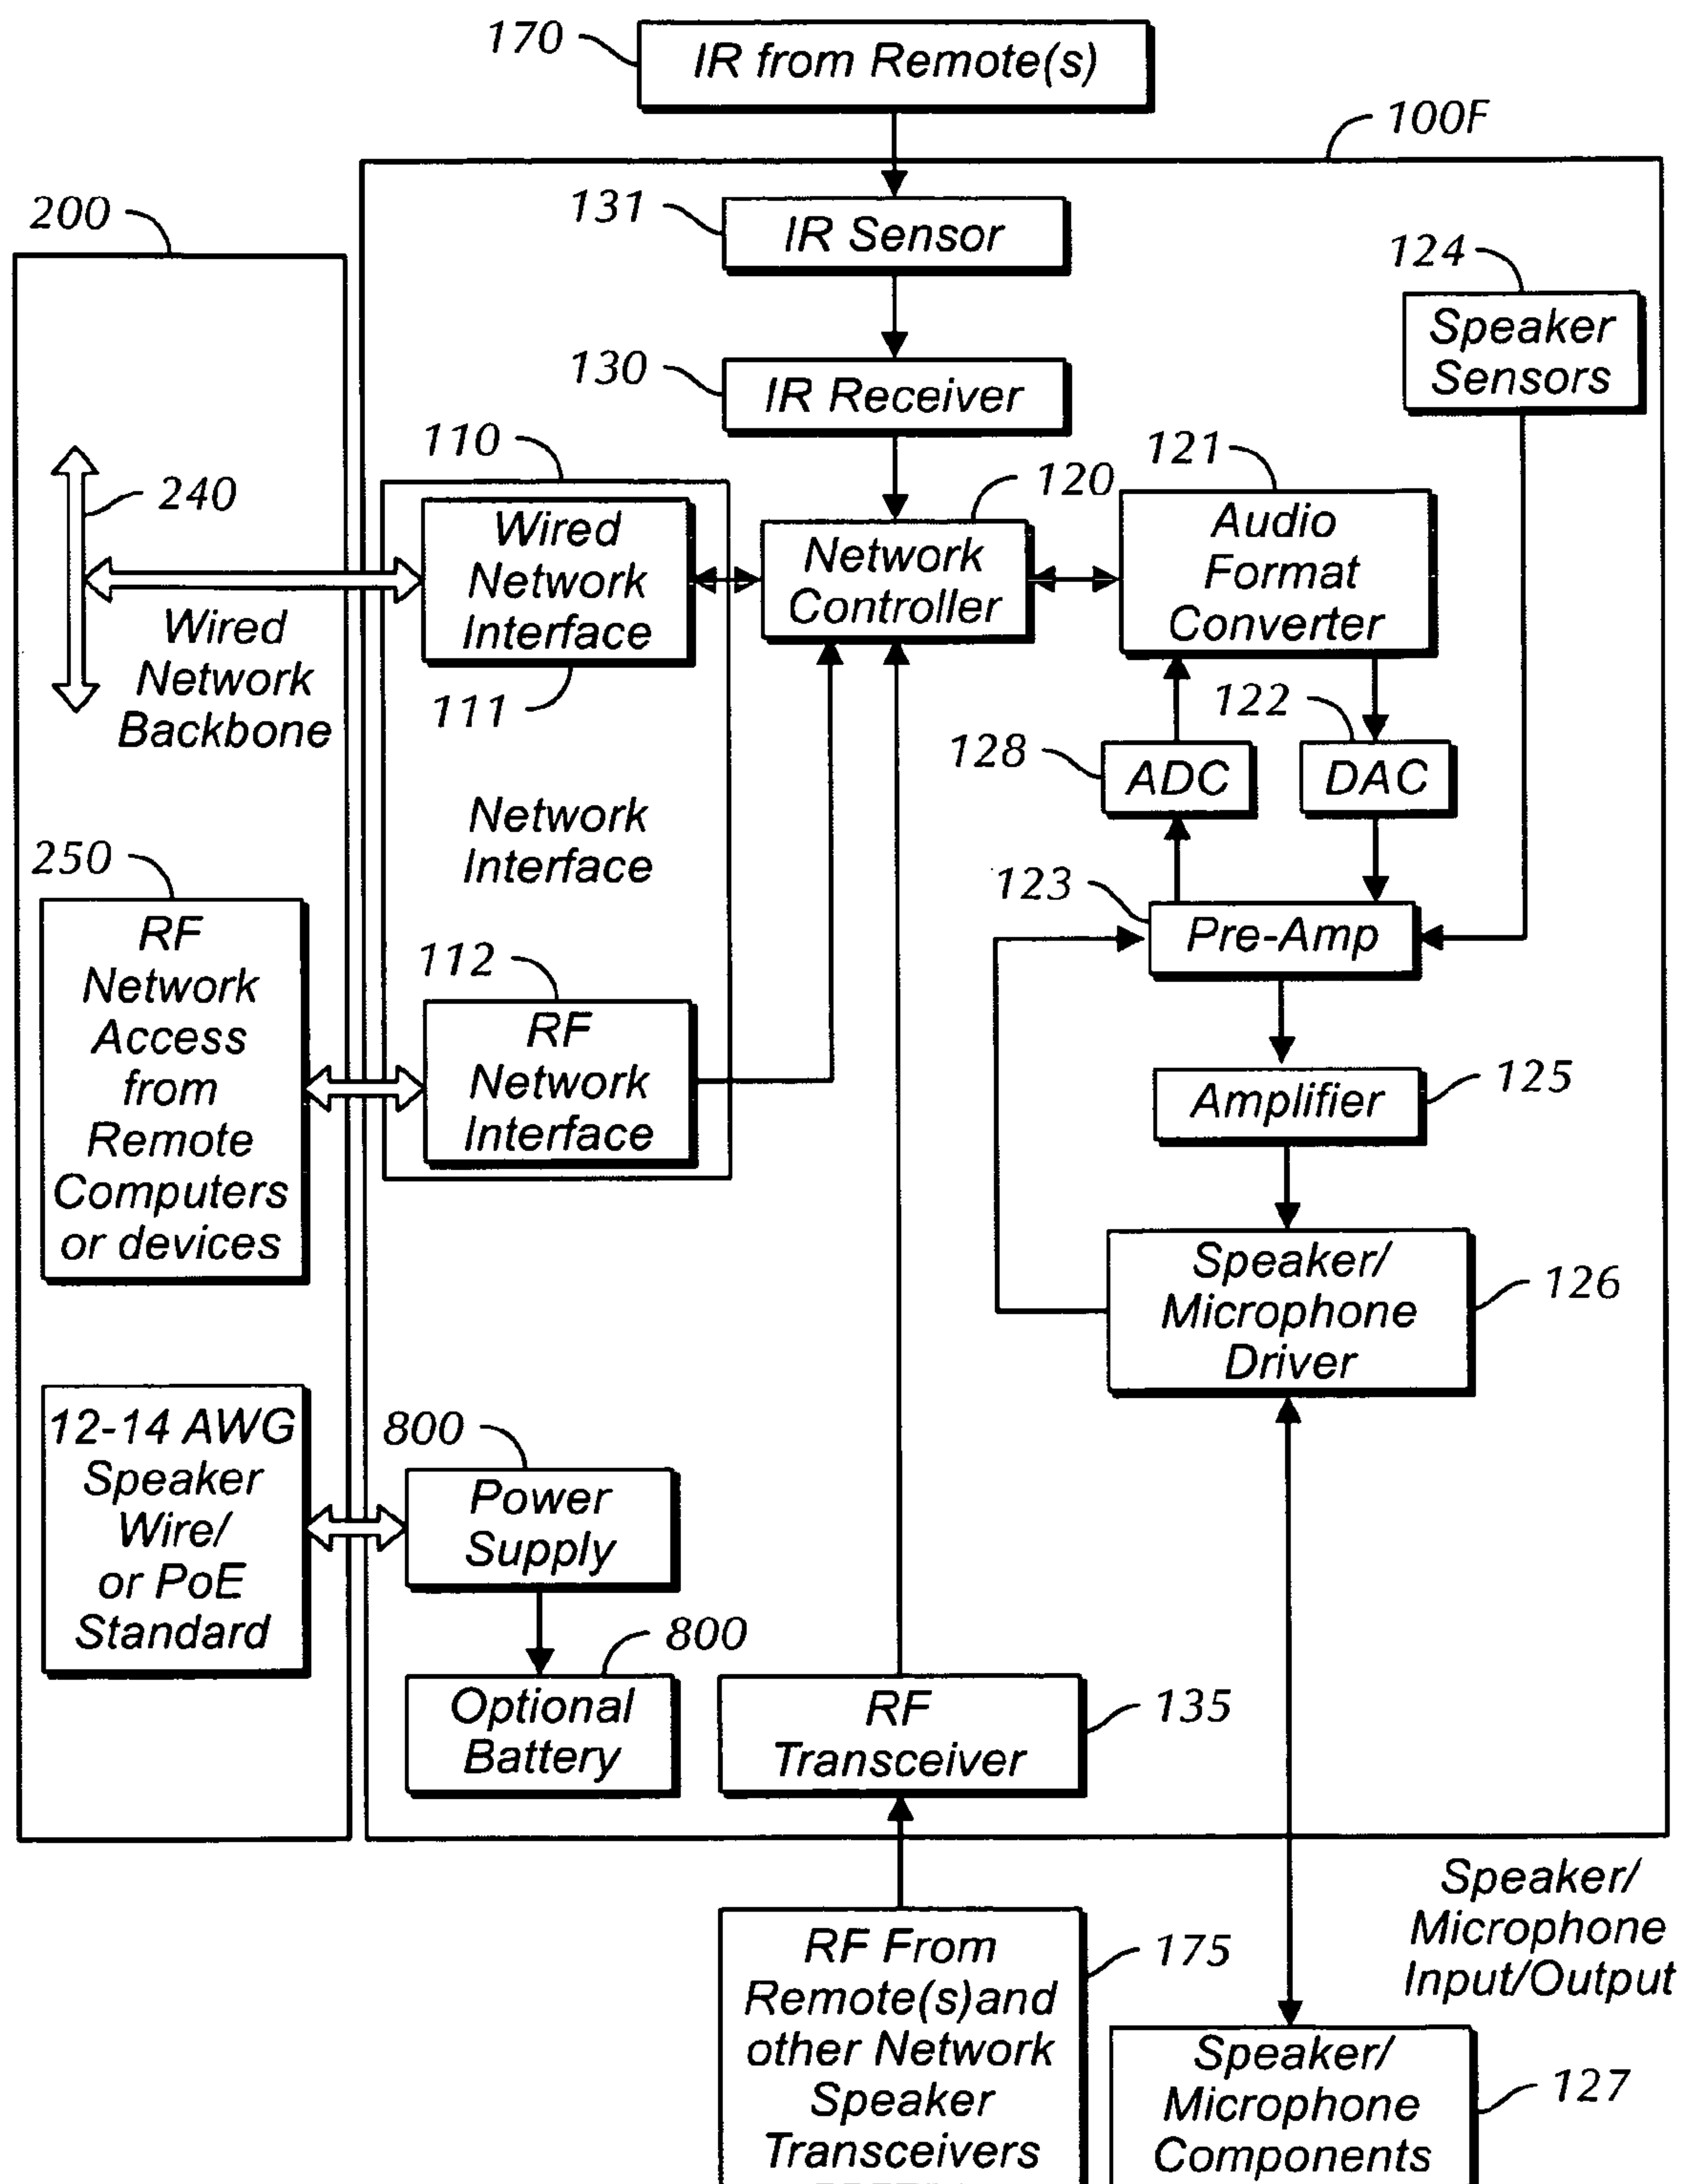 170
IR from Remote(s)
100F
200
131
IR Sensor
124
Speaker
Sensors
130
IR Receiver
110
240
Wired
Network
Interface
120
Network
Controller
121
Audio
Format
Converter
Wired
Network
Backbone
111
122
128
ADC
DAC
Network
Interface
250
RF
Network
Access
from
Remote
Computers
or devices
123
Pre-Amp
112
RF
Network
Interface
Amplifier
125
Speaker/
Microphone
Driver
126
12-14 AWG
Speaker
Wire/
or PoE
Standard
800
Power
Supply
800
Optional
Battery
RF
Transceiver
135
Speaker/
Microphone
Input/Output
RF From
Remote(s)and
other Network
Speaker
Transceivers
175
Speaker/
Microphone
Components
127